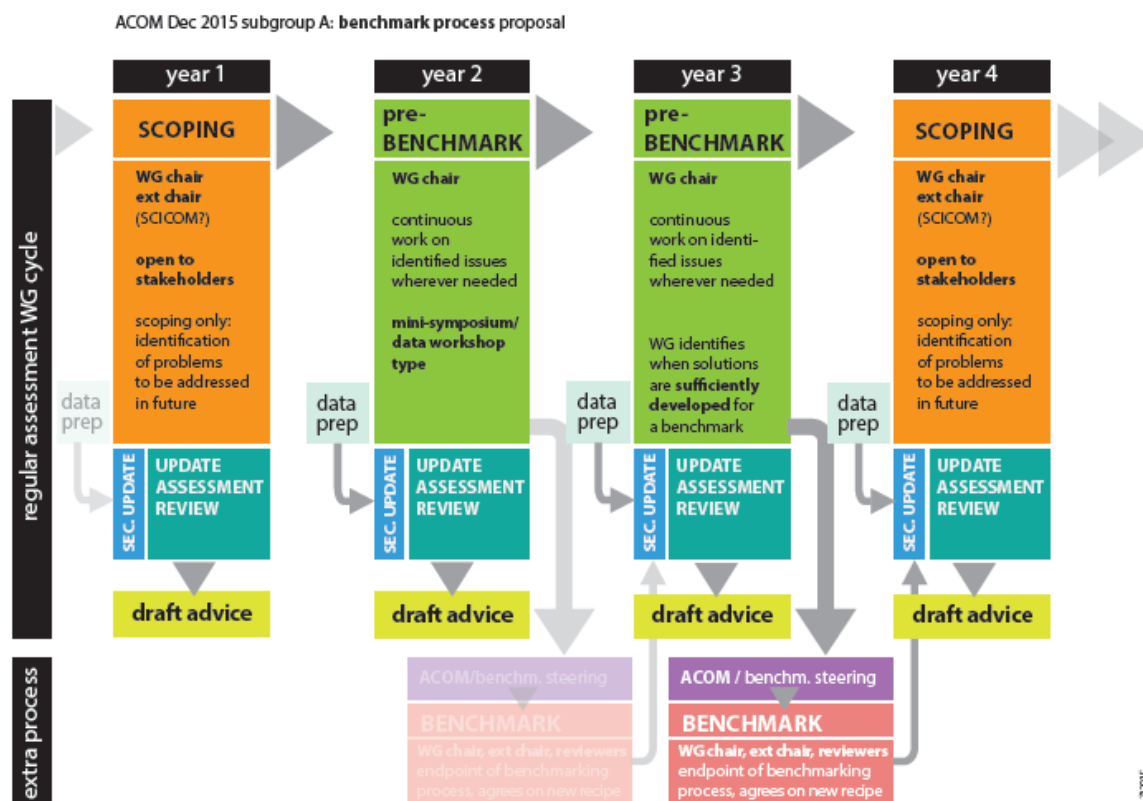 ACOM Dec 2015 subgroup A: benchmark process proposal
year 1
year 2
year 3
year 4
regular assessment WG cycle
SCOPING
WG chair
ext chair
(SCICOM?)
open to
stakeholders
scoping only:
identification
of problems
to be addressed
in future
data
prep
SEC. UPDATE
UPDATE
ASSESSMENT
REVIEW
draft advice
pre-
BENCHMARK
WG chair
continuous
work on
identified issues
wherever needed
mini-symposium/
data workshop
type
data
prep
SEC. UPDATE
UPDATE
ASSESSMENT
REVIEW
draft advice
pre-
BENCHMARK
WG chair
continuous
work on identi-
fied issues
wherever needed
WG identifies
when solutions
are sufficiently
developed for
a benchmark
data
prep
SEC. UPDATE
UPDATE
ASSESSMENT
REVIEW
draft advice
SCOPING
WG chair
ext chair
(SCICOM?)
open to
stakeholders
scoping only:
identification
of problems
to be addressed
in future
data
prep
SEC. UPDATE
UPDATE
ASSESSMENT
REVIEW
draft advice
extra process
ACOM/benchm. steering
BENCHMARK
WG chair, ext chair, reviewers
endpoint of benchmarking
process, agrees on new recipe
ACOM / benchm. steering
BENCHMARK
WG chair, ext chair, reviewers
endpoint of benchmarking
process, agrees on new recipe